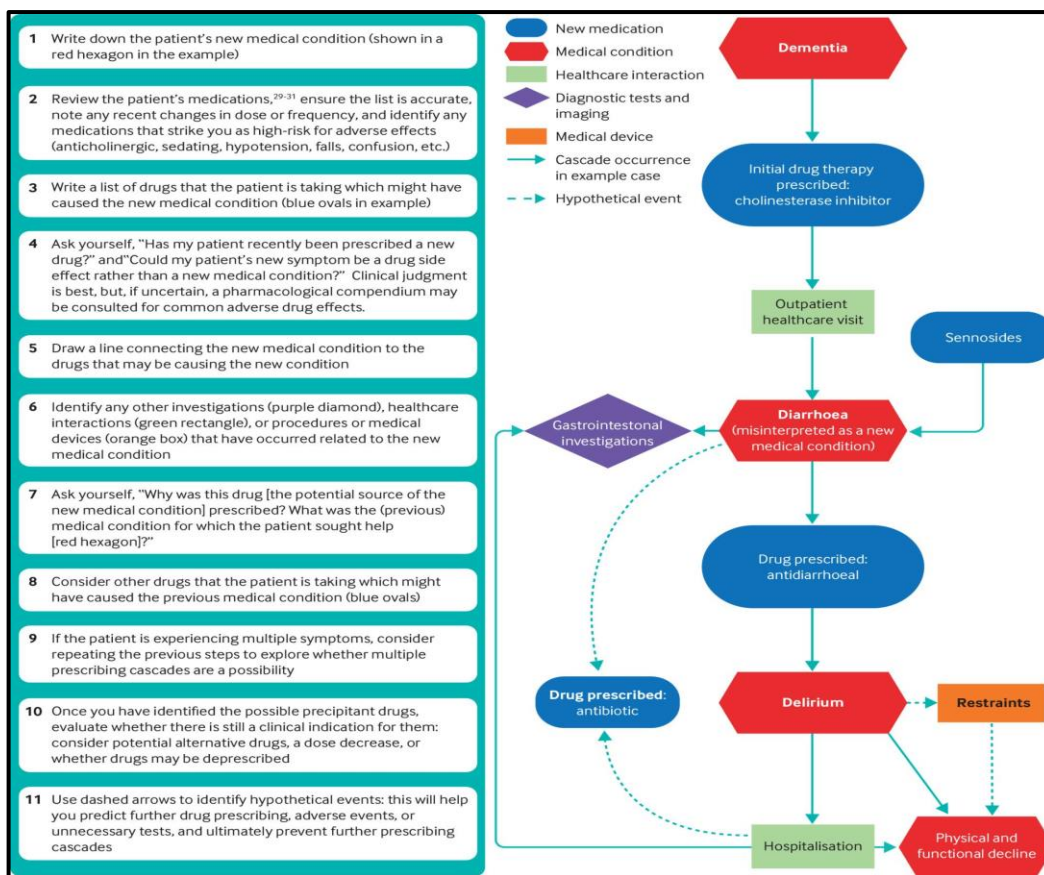 1 Write down the patient's new medical condition (shown in a
red hexagon in the example)
2 Review the patient's medications,29-31 ensure the list is accurate,
note any recent changes in dose or frequency, and identify any
medications that strike you as high-risk for adverse effects
(anticholinergic, sedating, hypotension, falls, confusion, etc.)
3 Write a list of drugs that the patient is taking which might have
caused the new medical condition (blue ovals in example)
4 Ask yourself, "Has my patient recently been prescribed a new
drug?" and"Could my patient's new symptom be a drug side
effect rather than a new medical condition?" Clinical judgment
is best, but, if uncertain, a pharmacological compendium may
be consulted for common adverse drug effects.
5 Draw a line connecting the new medical condition to the
drugs that may be causing the new condition
6 Identify any other investigations (purple diamond), healthcare
interactions (green rectangle), or procedures or medical
devices (orange box) that have occurred related to the new
medical condition
7 Ask yourself, "Why was this drug [the potential source of the
new medical condition] prescribed? What was the (previous)
medical condition for which the patient sought help
[red hexagon]?"
8 Consider other drugs that the patient is taking which might
have caused the previous medical condition (blue ovals)
9 If the patient is experiencing multiple symptoms, consider
repeating the previous steps to explore whether multiple
prescribing cascades are a possibility
10 Once you have identified the possible precipitant drugs,
evaluate whether there is still a clinical indication for them:
consider potential alternative drugs, a dose decrease, or
whether drugs may be deprescribed
11 Use dashed arrows to identify hypothetical events: this will help
you predict further drug prescribing, adverse events, or
unnecessary tests, and ultimately prevent further prescribing
cascades
New medication
Medical condition
Healthcare interaction
Diagnostic tests and
imaging
Medical device
Cascade occurrence
in example case
Hypothetical event
Dementia
Initial drug therapy
prescribed:
cholinesterase inhibitor
Outpatient
healthcare visit
Sennosides
Gastrointestonal
investigations
Diarrhoea
(misinterpreted as a new
medical condition)
Drug prescribed:
antidiarrhoeal
Drug prescribed:
antibiotic
Delirium
Restraints
Hospitalisation
Physical and
functional decline